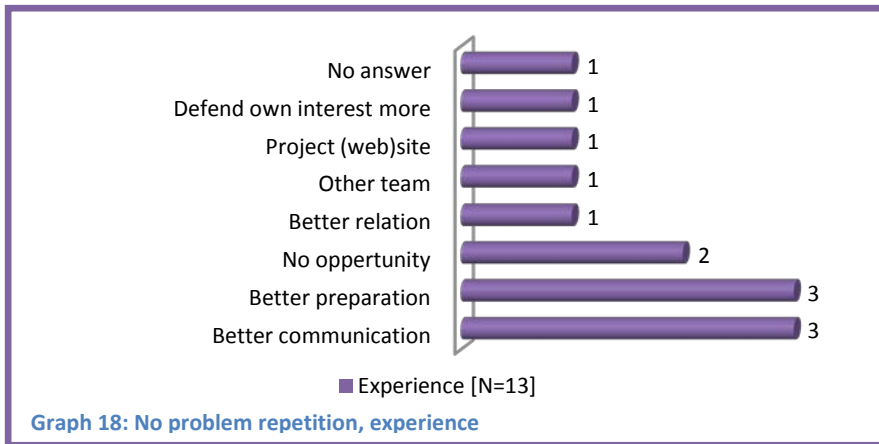 No answer 1
Defend own interest more 1
Project (web)site 1
Other team 1
Better relation 1
No oppertunity 2
Better preparation 3
Better communication 3
Experience [N=13]
Graph 18: No problem repetition, experience